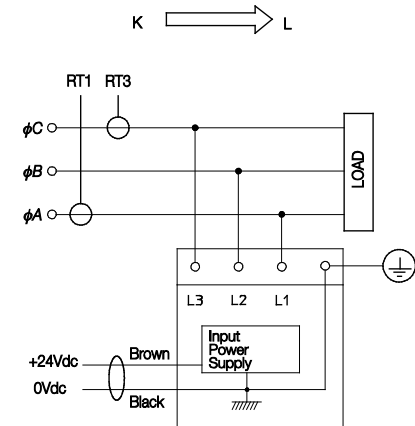 K L
RT1 RT3
φC
φB
φA
LOAD
L3 L2 L1
Input
Power
Supply
+24Vdc Brown
0Vdc Black